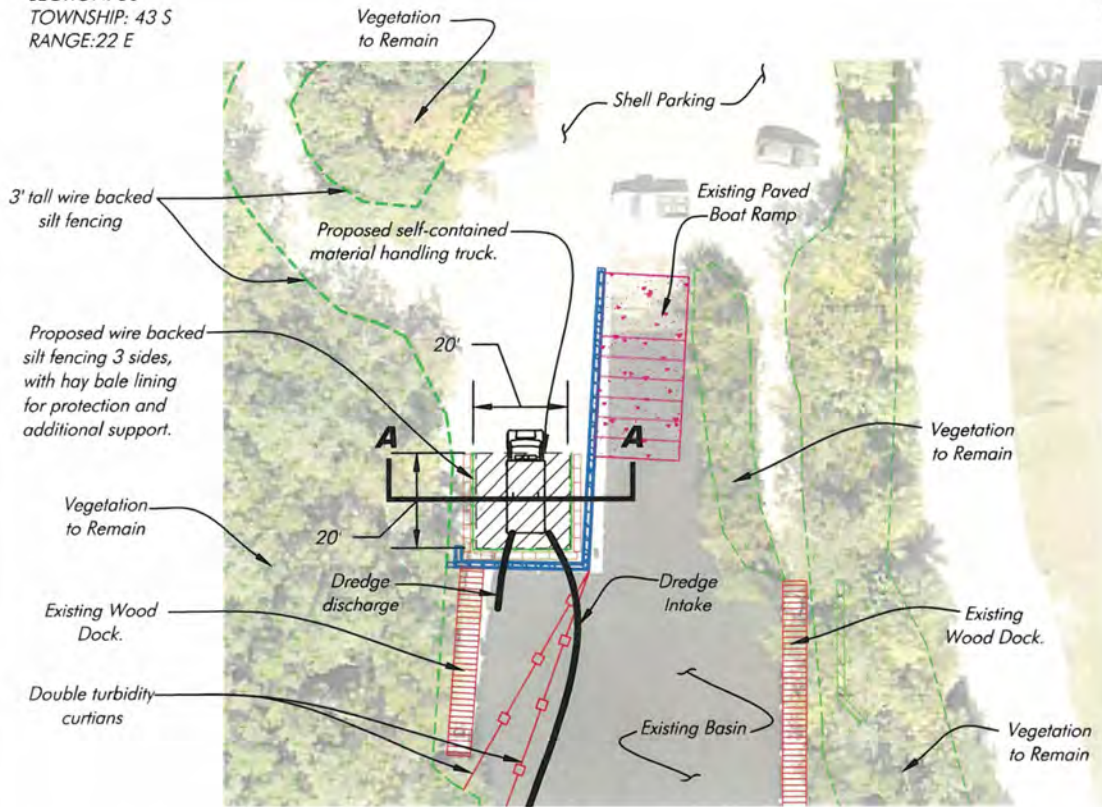 TOWNSHIP: 43 S
RANGE:22 E
Vegetation
to Remain
Shell Parking
3' tall wire backed
silt fencing
Existing Paved
Boat Ramp
Proposed self-contained
material handling truck.
Proposed wire backed
silt fencing 3 sides,
with hay bale lining
for protection and
additional support.
20'
A
A
Vegetation
to Remain
Vegetation
to Remain
20'
Dredge
discharge
Dredge
Intake
Existing Wood
Dock.
Existing
Wood Dock.
Double turbidity
curtians
Existing Basin
Vegetation
to Remain